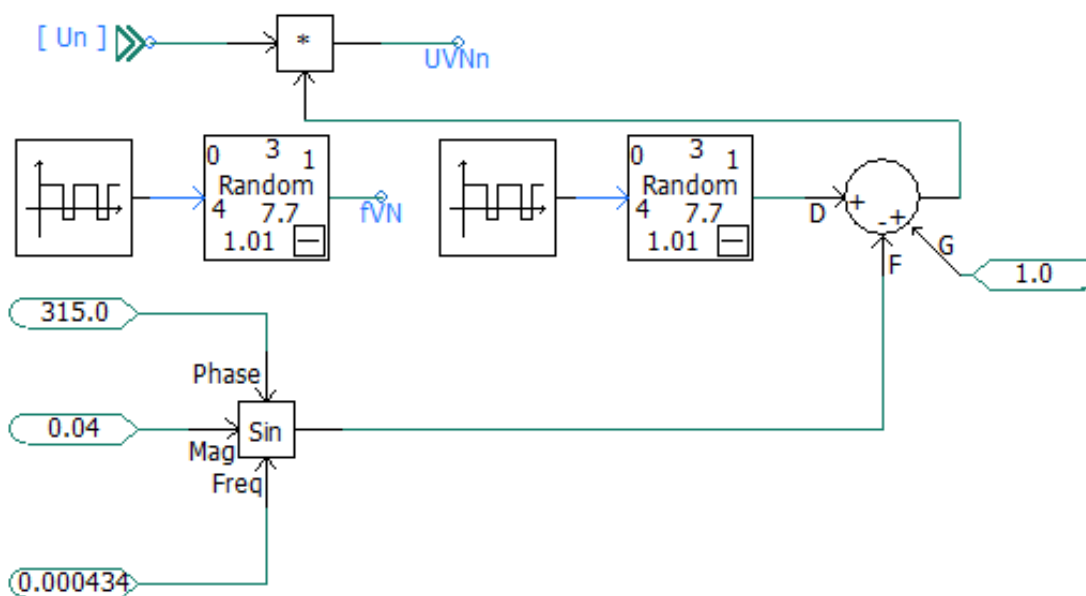 [ Un ]
*
UVNn
0 3 1
Random
4 7.7
1.01
fVN
0 3 1
Random
4 7.7
1.01
D
+
- +
F
G
1.0
315.0
Phase
0.04
Mag
Sin
Freq
0.000434